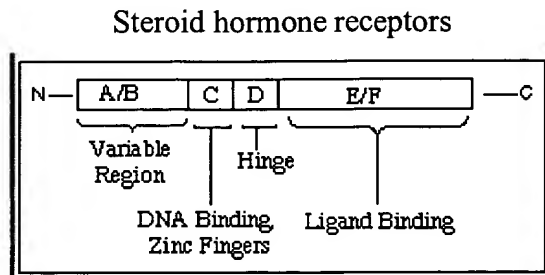 Steroid hormone receptors
N A/B C D E/F C
Variable Region
Hinge
DNA Binding, Zinc Fingers
Ligand Binding